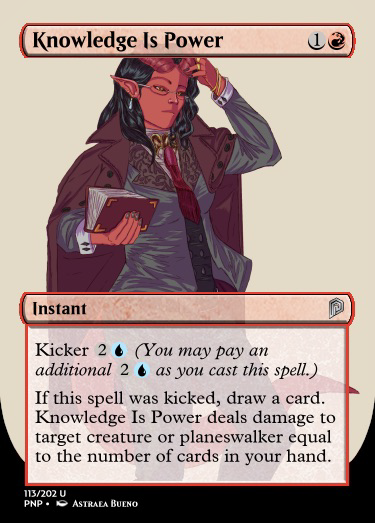 Knowledge Is Power 1
Instant
Kicker 2 (You may pay an
additional 2 as you cast this spell.)
If this spell was kicked, draw a card.
Knowledge Is Power deals damage to
target creature or planeswalker equal
to the number of cards in your hand.
113/202 U
PNP • Astraea Bueno